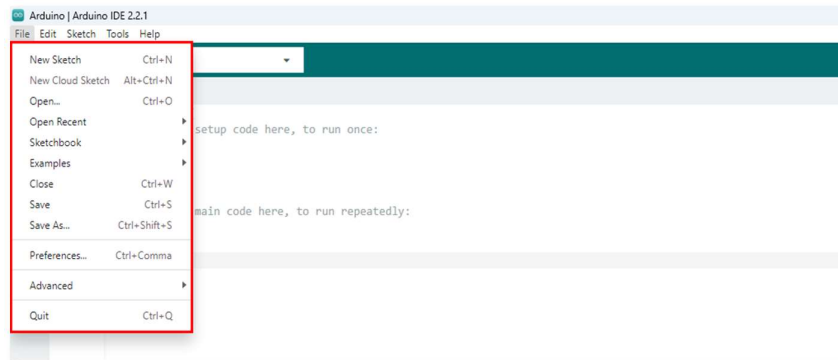 Arduino | Arduino IDE 2.2.1
File Edit Sketch Tools Help
New Sketch Ctrl+N
New Cloud Sketch Alt+Ctrl+N
Open... Ctrl+O
Open Recent
setup code here, to run once:
Sketchbook
Examples
Close Ctrl+W
Save Ctrl+S
main code here, to run repeatedly:
Save As... Ctrl+Shift+S
Preferences... Ctrl+Comma
Advanced
Quit Ctrl+Q